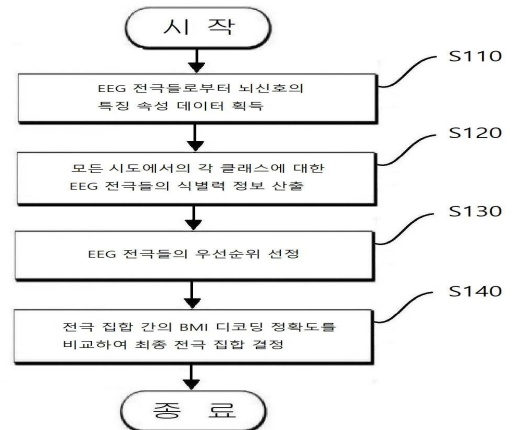 시 작
EEG 전극들로부터 뇌신호의
특징 속성 데이터 획득
S110
모든 시도에서의 각 클래스에 대한
EEG 전극들의 식별력 정보 산출
S120
EEG 전극들의 우선순위 선정
S130
전극 집합 간의 BMI 디코딩 정확도를
비교하여 최종 전극 집합 결정
S140
종 료